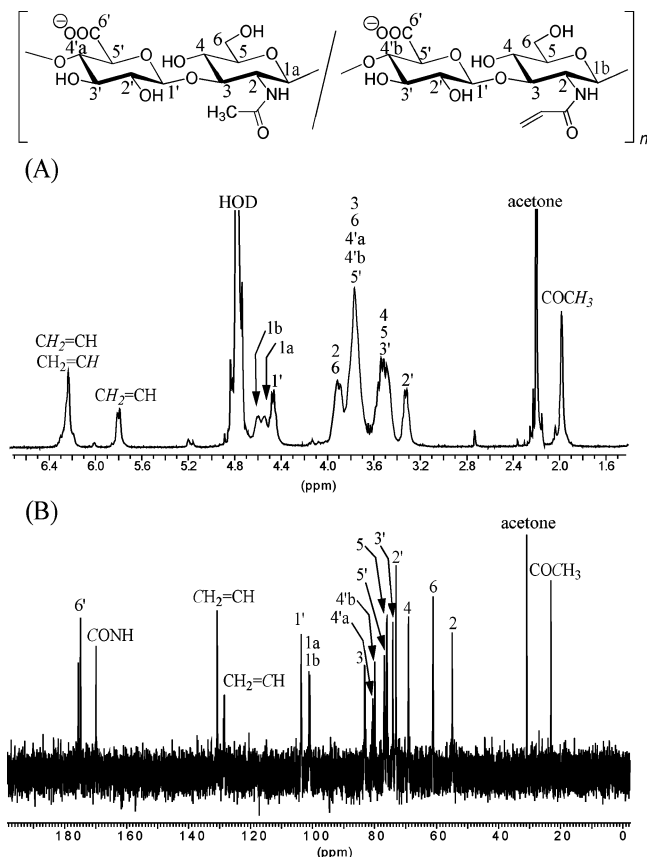 ⊖OOC 6' 4'a 5' O HO 3' 2' OH 1' O HO 4 6 OH 5 O 3 2 1a NH H₃C O
⊖OOC 6' 4'b 5' O HO 3' 2' OH 1' O HO 4 6 OH 5 O 3 2 1b NH O n
(A)
HOD
acetone
3
6
4'a
4'b
5'
COCH₃
CH₂=CH
CH₂=CH
CH₂=CH
1b
1a
1'
2
6
4
5
3'
2'
6.4 6.0 5.6 5.2 4.8 4.4 4.0 3.6 3.2 2.8 2.4 2.0 1.6
(ppm)
(B)
acetone
3'
5
2'
5'
4'b
4'a
3
4
6
2
COCH₃
6'
CONH
CH₂=CH
CH₂=CH
1'
1a
1b
180 160 140 120 100 80 60 40 20 0
(ppm)